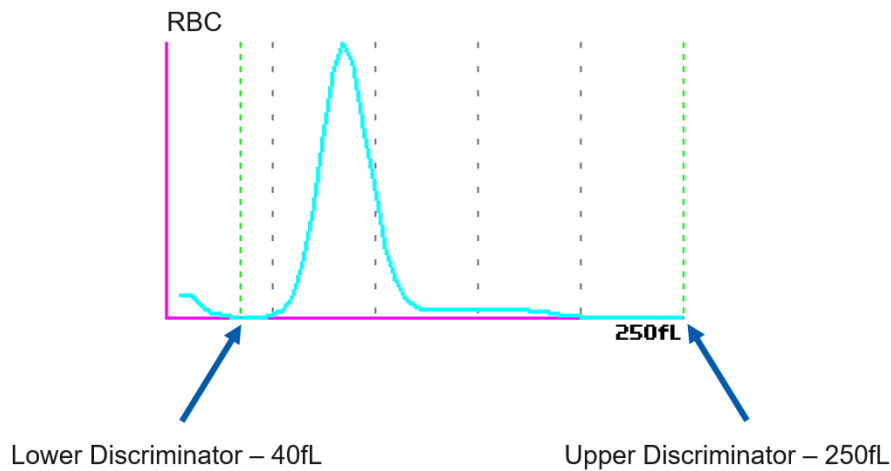 RBC
250fL
Lower Discriminator – 40fL
Upper Discriminator – 250fL